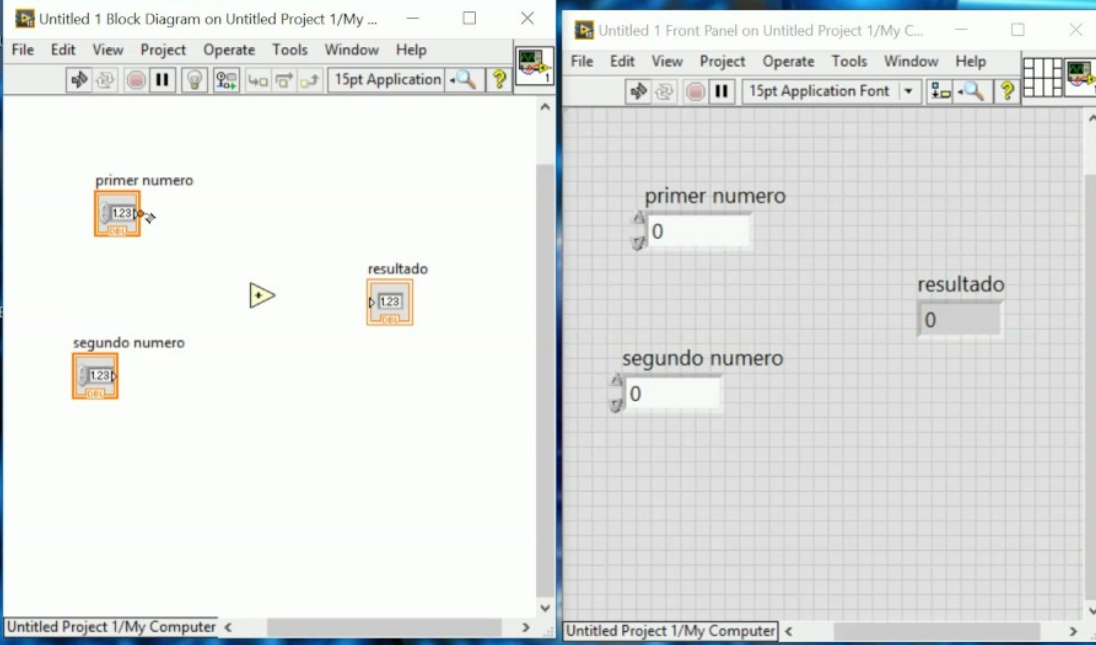 Untitled 1 Block Diagram on Untitled Project 1/My ...
File Edit View Project Operate Tools Window Help
15pt Application
1
primer numero
1.23
DBL
resultado
1.23
DBL
segundo numero
1.23
DBL
Untitled Project 1/My Computer
Untitled 1 Front Panel on Untitled Project 1/My C...
File Edit View Project Operate Tools Window Help
15pt Application Font
primer numero
0
resultado
0
segundo numero
0
Untitled Project 1/My Computer